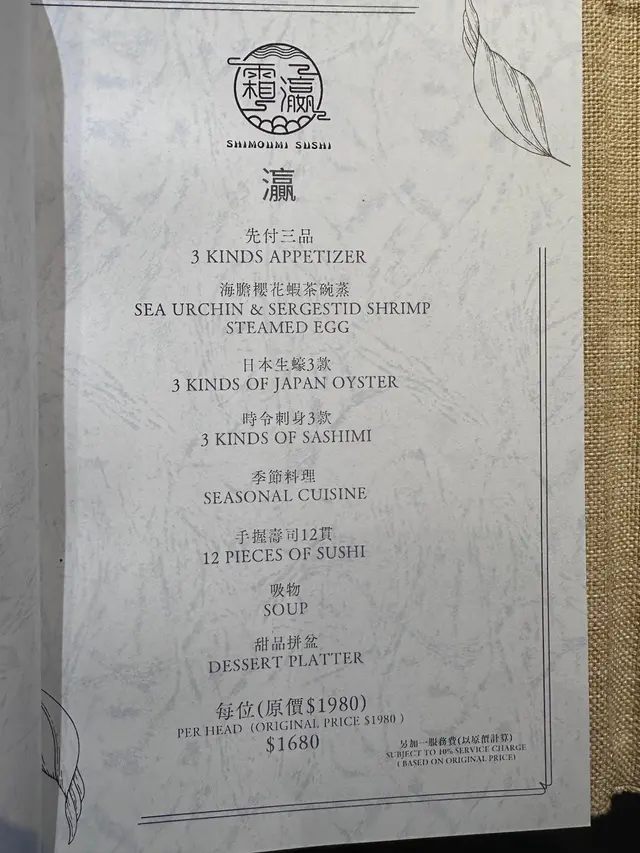 霜瀛
SHIMOUMI SUSHI
瀛
先付三品
3 KINDS APPETIZER
海膽櫻花蝦茶碗蒸
SEA URCHIN & SERGESTID SHRIMP
STEAMED EGG
日本生蠔3款
3 KINDS OF JAPAN OYSTER
時令刺身3款
3 KINDS OF SASHIMI
季節料理
SEASONAL CUISINE
手握壽司12貫
12 PIECES OF SUSHI
吸物
SOUP
甜品拼盆
DESSERT PLATTER
每位(原價$1980)
PER HEAD (ORIGINAL PRICE $1980 )
$1680
另加一服務費(以原價計算)
SUBJECT TO 10% SERVICE CHARGE
( BASED ON ORIGINAL PRICE)